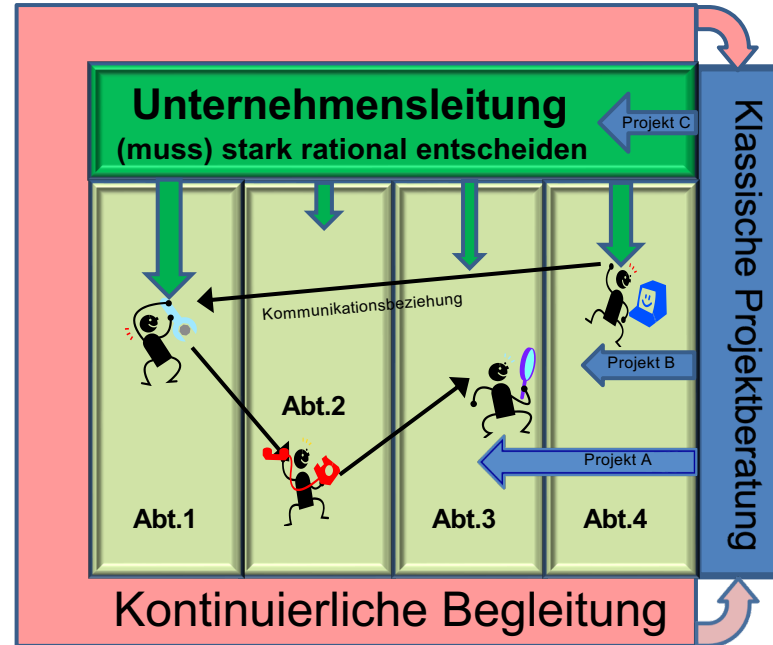 Unternehmensleitung
(muss) stark rational entscheiden
Projekt C
Klassische Projektberatung
Kommunikationsbeziehung
Projekt B
Abt.2
Projekt A
Abt.1
Abt.3
Abt.4
Kontinuierliche Begleitung